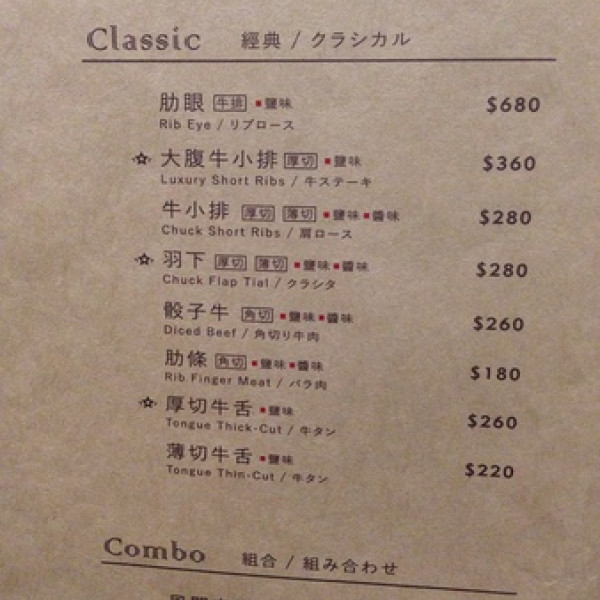 Classic 經典 / クラシカル
肋眼 牛排 ▪鹽味 $680
Rib Eye / リブロース
☆ 大腹牛小排 厚切 ▪鹽味 $360
Luxury Short Ribs / 牛ステーキ
牛小排 厚切 薄切 ▪鹽味▪醬味 $280
Chuck Short Ribs / 肩ロース
☆ 羽下 厚切 薄切 ▪鹽味▪醬味 $280
Chuck Flap Tial / クラシタ
骰子牛 角切 ▪鹽味▪醬味 $260
Diced Beef / 角切り牛肉
肋條 角切 ▪鹽味▪醬味 $180
Rib Finger Meat / バラ肉
☆ 厚切牛舌 ▪鹽味 $260
Tongue Thick-Cut / 牛タン
薄切牛舌 ▪鹽味 $220
Tongue Thin-Cut / 牛タン
Combo 組合 / 組み合わせ